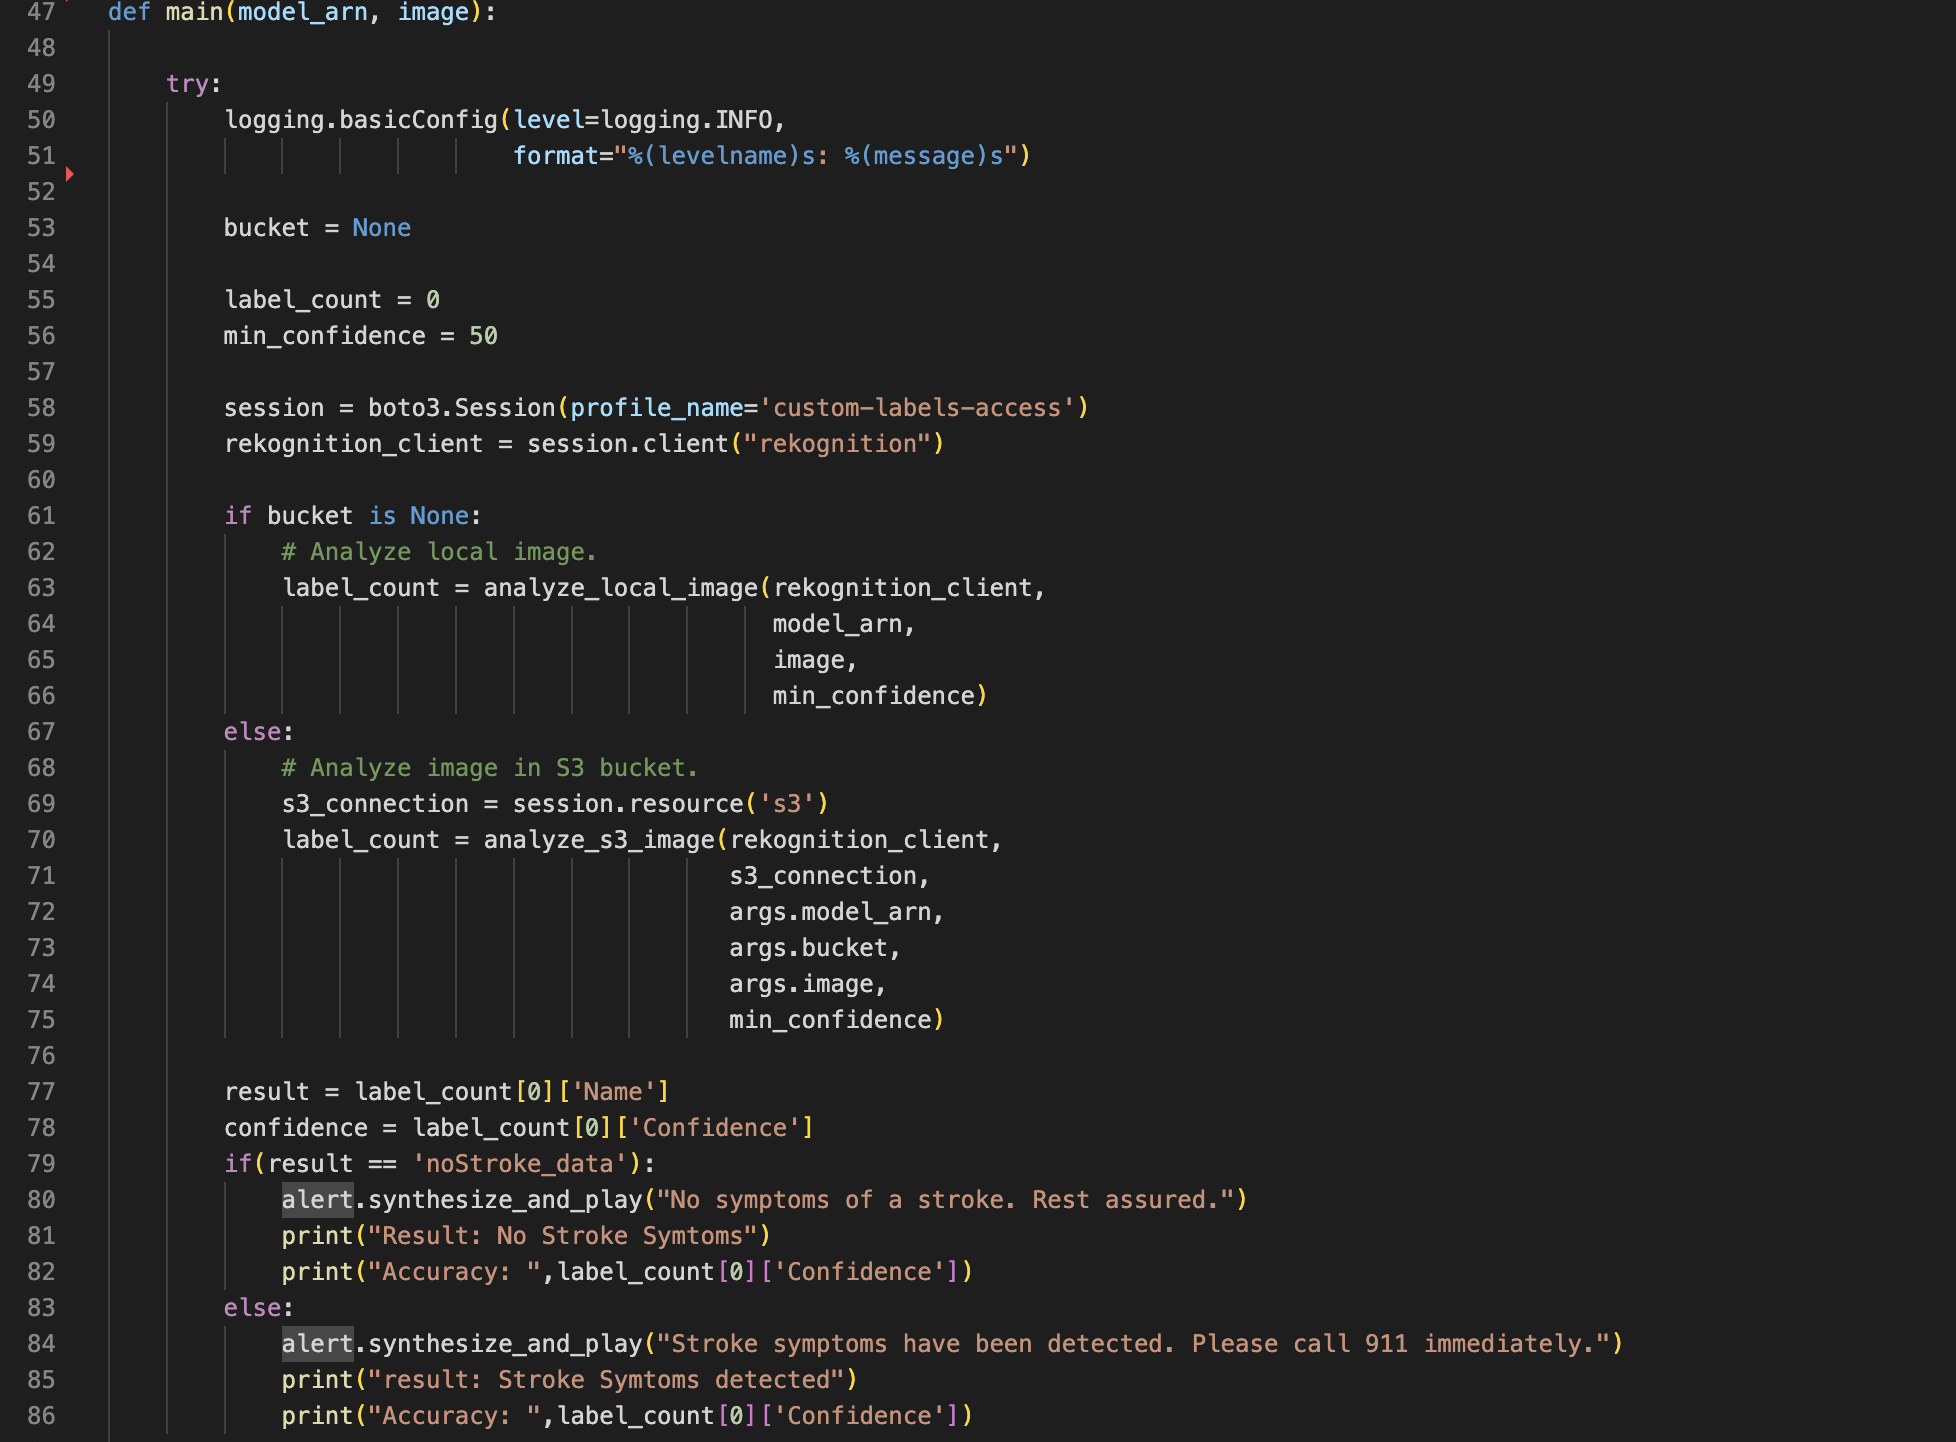 47 def main(model_arn, image):
48
49 try:
50 logging.basicConfig(level=logging.INFO,
51 format="%(levelname)s: %(message)s")
52
53 bucket = None
54
55 label_count = 0
56 min_confidence = 50
57
58 session = boto3.Session(profile_name='custom-labels-access')
59 rekognition_client = session.client("rekognition")
60
61 if bucket is None:
62 # Analyze local image.
63 label_count = analyze_local_image(rekognition_client,
64 model_arn,
65 image,
66 min_confidence)
67 else:
68 # Analyze image in S3 bucket.
69 s3_connection = session.resource('s3')
70 label_count = analyze_s3_image(rekognition_client,
71 s3_connection,
72 args.model_arn,
73 args.bucket,
74 args.image,
75 min_confidence)
76
77 result = label_count[0]['Name']
78 confidence = label_count[0]['Confidence']
79 if(result == 'noStroke_data'):
80 alert.synthesize_and_play("No symptoms of a stroke. Rest assured.")
81 print("Result: No Stroke Symtoms")
82 print("Accuracy: ",label_count[0]['Confidence'])
83 else:
84 alert.synthesize_and_play("Stroke symptoms have been detected. Please call 911 immediately.")
85 print("result: Stroke Symtoms detected")
86 print("Accuracy: ",label_count[0]['Confidence'])